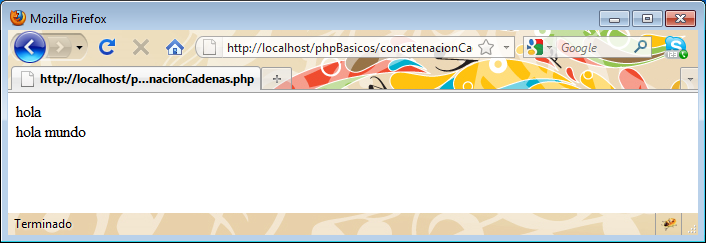 Mozilla Firefox
http://localhost/phpBasicos/concatenacionCa
Google
http://localhost/p...nacionCadenas.php
hola
hola mundo
Terminado